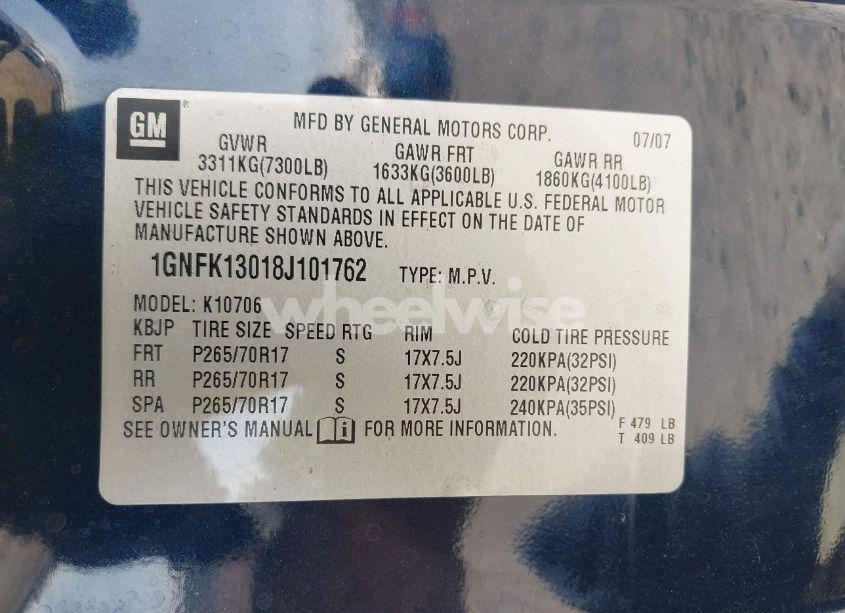 GM
®
MFD BY GENERAL MOTORS CORP. 07/07
GVWR GAWR FRT GAWR RR
3311KG(7300LB) 1633KG(3600LB) 1860KG(4100LB)
THIS VEHICLE CONFORMS TO ALL APPLICABLE U.S. FEDERAL MOTOR
VEHICLE SAFETY STANDARDS IN EFFECT ON THE DATE OF
MANUFACTURE SHOWN ABOVE.
1GNFK13018J101762 TYPE: M.P.V.
wheelwise
MODEL: K10706
KBJP TIRE SIZE SPEED RTG RIM COLD TIRE PRESSURE
FRT P265/70R17 S 17X7.5J 220KPA(32PSI)
RR P265/70R17 S 17X7.5J 220KPA(32PSI)
SPA P265/70R17 S 17X7.5J 240KPA(35PSI)
SEE OWNER'S MANUAL FOR MORE INFORMATION.
F 479 LB
T 409 LB